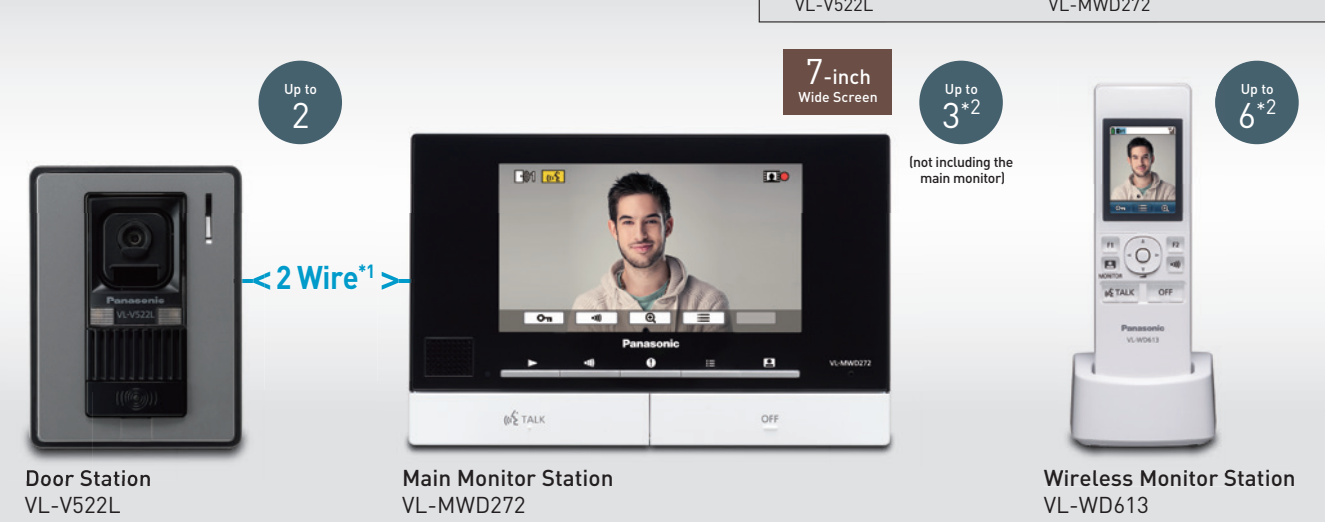 VL-V522L
VL-MWD272
Up to
2
7-inch
Wide Screen
Up to
3*2
(not including the
main monitor)
Up to
6*2
< 2 Wire*1 >
Panasonic
VL-V522L
Panasonic
VL-MWD272
TALK
OFF
F1
F2
MONITOR
TALK
OFF
Panasonic
VL-WD613
Door Station
VL-V522L
Main Monitor Station
VL-MWD272
Wireless Monitor Station
VL-WD613